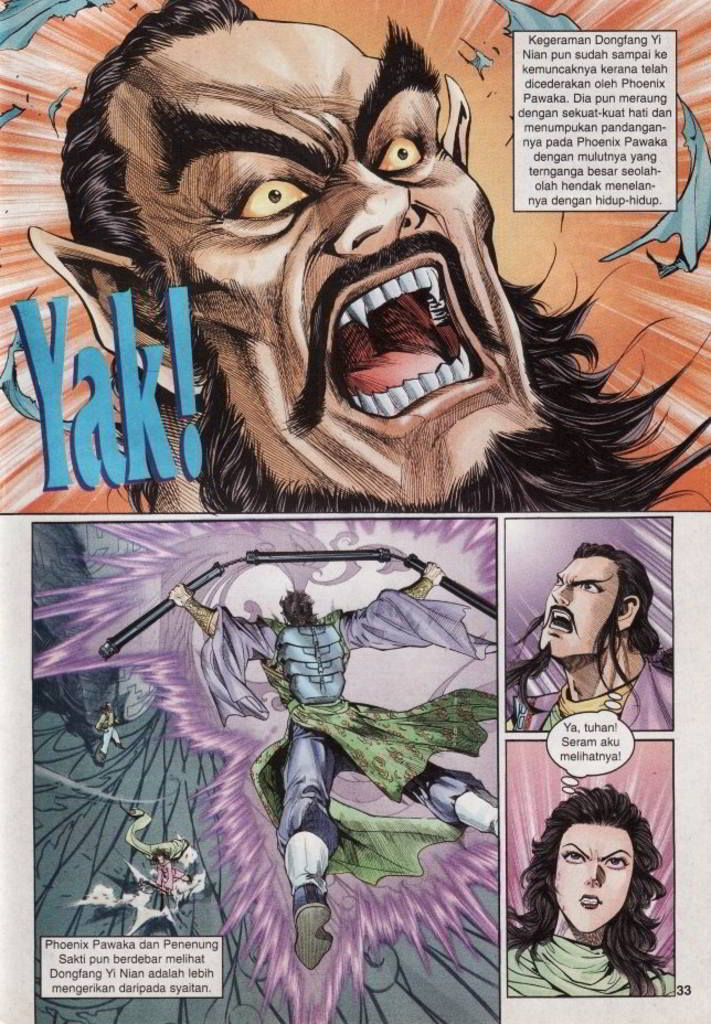 Kegeraman Dongfang Yi
Nian pun sudah sampai ke
kemuncaknya kerana telah
dicederakan oleh Phoenix
Pawaka. Dia pun meraung
dengan sekuat-kuat hati dan
menumpukan pandangan-
nya pada Phoenix Pawaka
dengan mulutnya yang
ternganga besar seolah-
olah hendak menelan-
nya dengan hidup-hidup.
Yak!
Ya, tuhan!
Seram aku
melihatnya!
Phoenix Pawaka dan Penenung
Sakti pun berdebar melihat
Dongfang Yi Nian adalah lebih
mengerikan daripada syaitan.
33